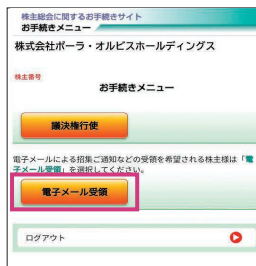 株主総会に関するお手続きサイト
お手続きメニュー
株式会社ポーラ・オルビスホールディングス
株主番号
お手続きメニュー
議決権行使
電子メールによる招集ご通知などの受領を希望される株主様は「電
子メール受領」を選択してください。
電子メール受領
ログアウト